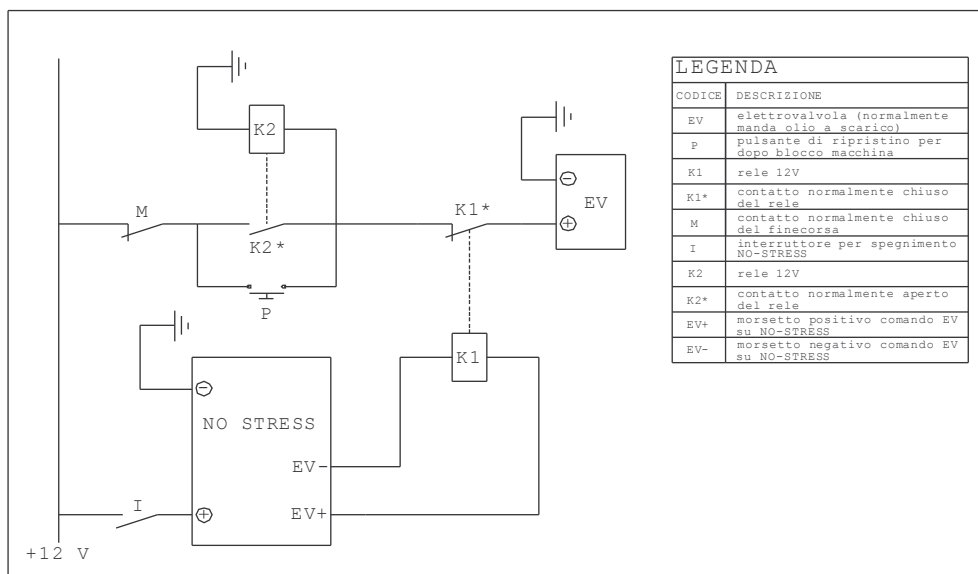 LEGENDA
CODICE DESCRIZIONE
EV elettrovalvola (normalmente
manda olio a scarico)
P pulsante di ripristino per
dopo blocco macchina
K1 rele 12V
K1* contatto normalmente chiuso
del rele
M contatto normalmente chiuso
del finecorsa
I interruttore per spegnimento
NO-STRESS
K2 rele 12V
K2* contatto normalmente aperto
del rele
EV+ morsetto positivo comando EV
su NO-STRESS
EV- morsetto negativo comando EV
su NO-STRESS
K2
EV
M
K2*
K1*
P
K1
NO STRESS
EV-
EV+
I
+12 V